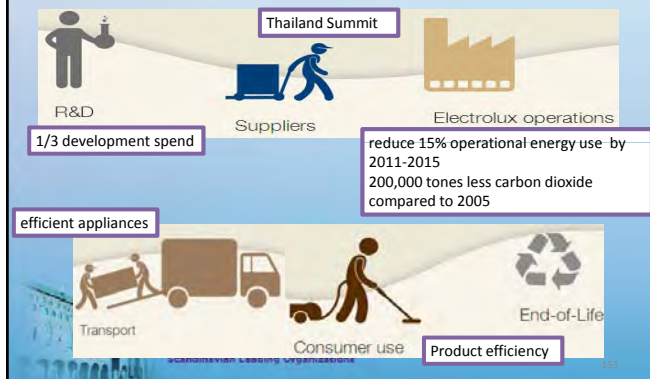 Thailand Summit
R&D
Suppliers
Electrolux operations
1/3 development spend
reduce 15% operational energy use by
2011-2015
200,000 tones less carbon dioxide
compared to 2005
efficient appliances
Transport
Consumer use
End-of-Life
Product efficiency
Scandinavian Leading Organizations
153